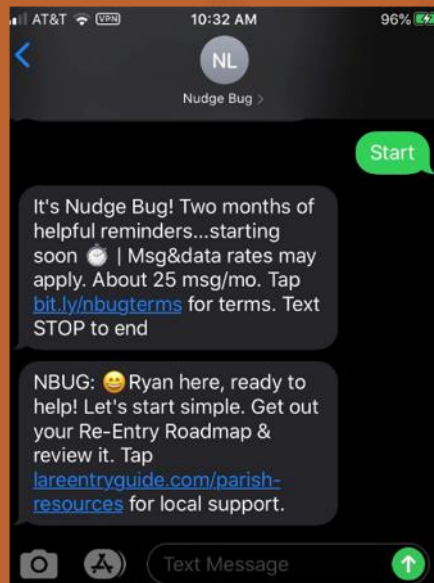 AT&T VPN 10:32 AM 96%
NL
Nudge Bug >
Start
It's Nudge Bug! Two months of
helpful reminders...starting
soon ⏱️ | Msg&data rates may
apply. About 25 msg/mo. Tap
bit.ly/nbugterms for terms. Text
STOP to end
NBUG: 😄Ryan here, ready to
help! Let's start simple. Get out
your Re-Entry Roadmap &
review it. Tap
lareentryguide.com/parish-
resources for local support.
Text Message